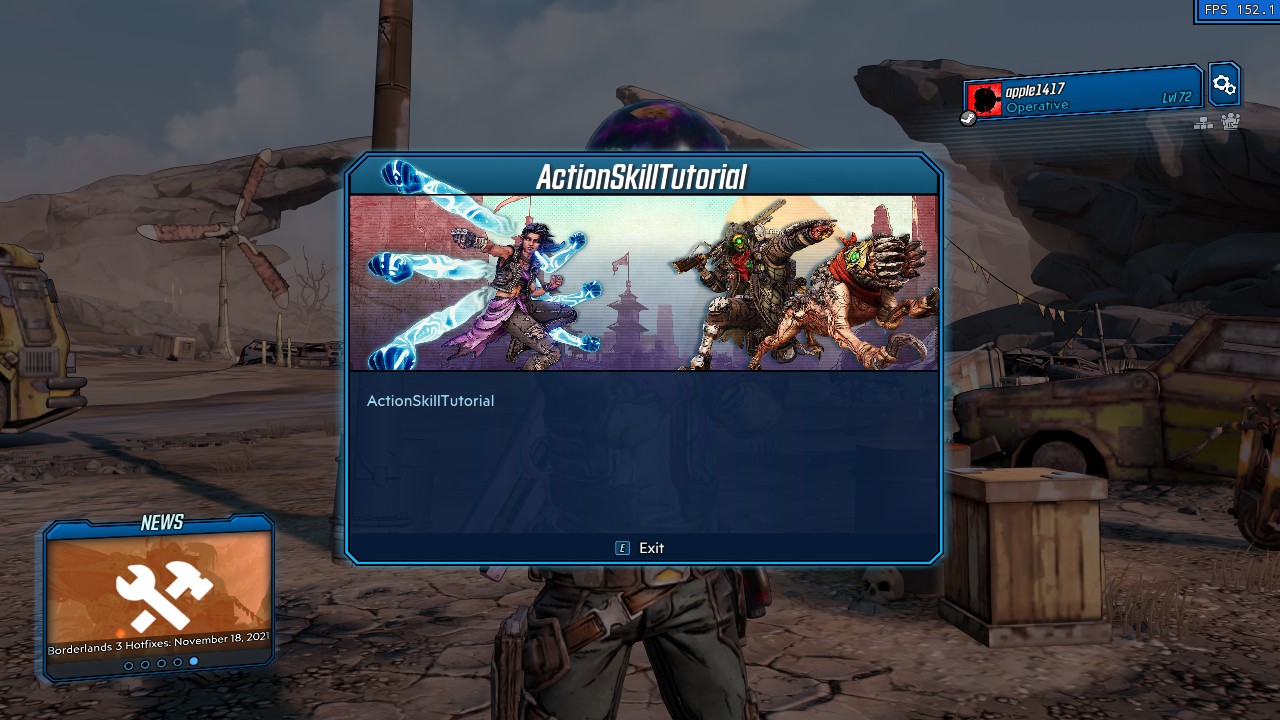 FPS 152.1
apple1417
Operative
Lvl 72
ActionSkillTutorial
ActionSkillTutorial
E Exit
NEWS
Borderlands 3 Hotfixes: November 18, 2021